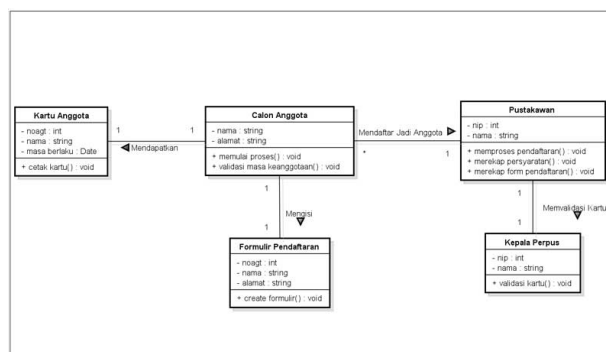 Kartu Anggota
- noagt : int
- nama : string
- masa berlaku : Date
+ cetak kartu() : void
1
1
Mendapatkan
Calon Anggota
- nama : string
- alamat : string
+ memulai proses() : void
+ validasi masa keanggotaan() : void
Mendaftar Jadi Anggota
*
1
Pustakawan
- nip : int
- nama : string
+ memproses pendaftaran() : void
+ merekap persyaratan() : void
+ merekap form pendaftaran() : void
1
Mengisi
1
1
Memvalidasi Kartu
1
Formulir Pendaftaran
- noagt : int
- nama : string
- alamat : string
+ create formulir() : void
Kepala Perpus
- nip : int
- nama : string
+ validasi kartu() : void